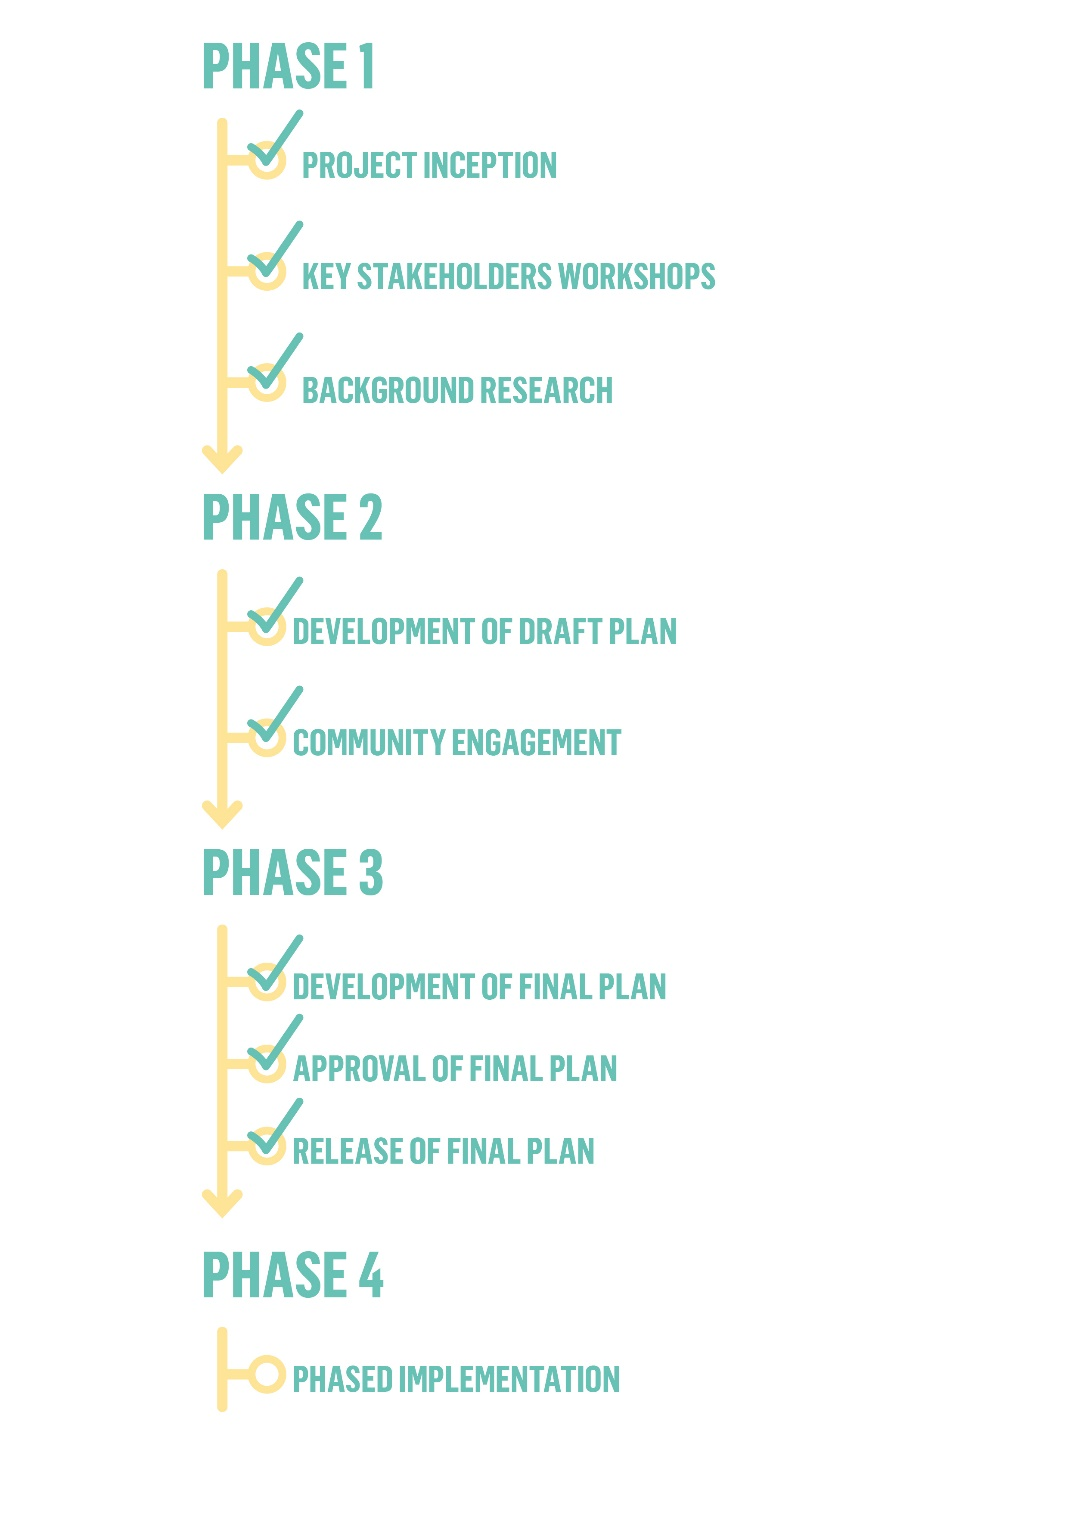 PHASE 1
PROJECT INCEPTION
KEY STAKEHOLDERS WORKSHOPS
BACKGROUND RESEARCH
PHASE 2
DEVELOPMENT OF DRAFT PLAN
COMMUNITY ENGAGEMENT
PHASE 3
DEVELOPMENT OF FINAL PLAN
APPROVAL OF FINAL PLAN
RELEASE OF FINAL PLAN
PHASE 4
PHASED IMPLEMENTATION